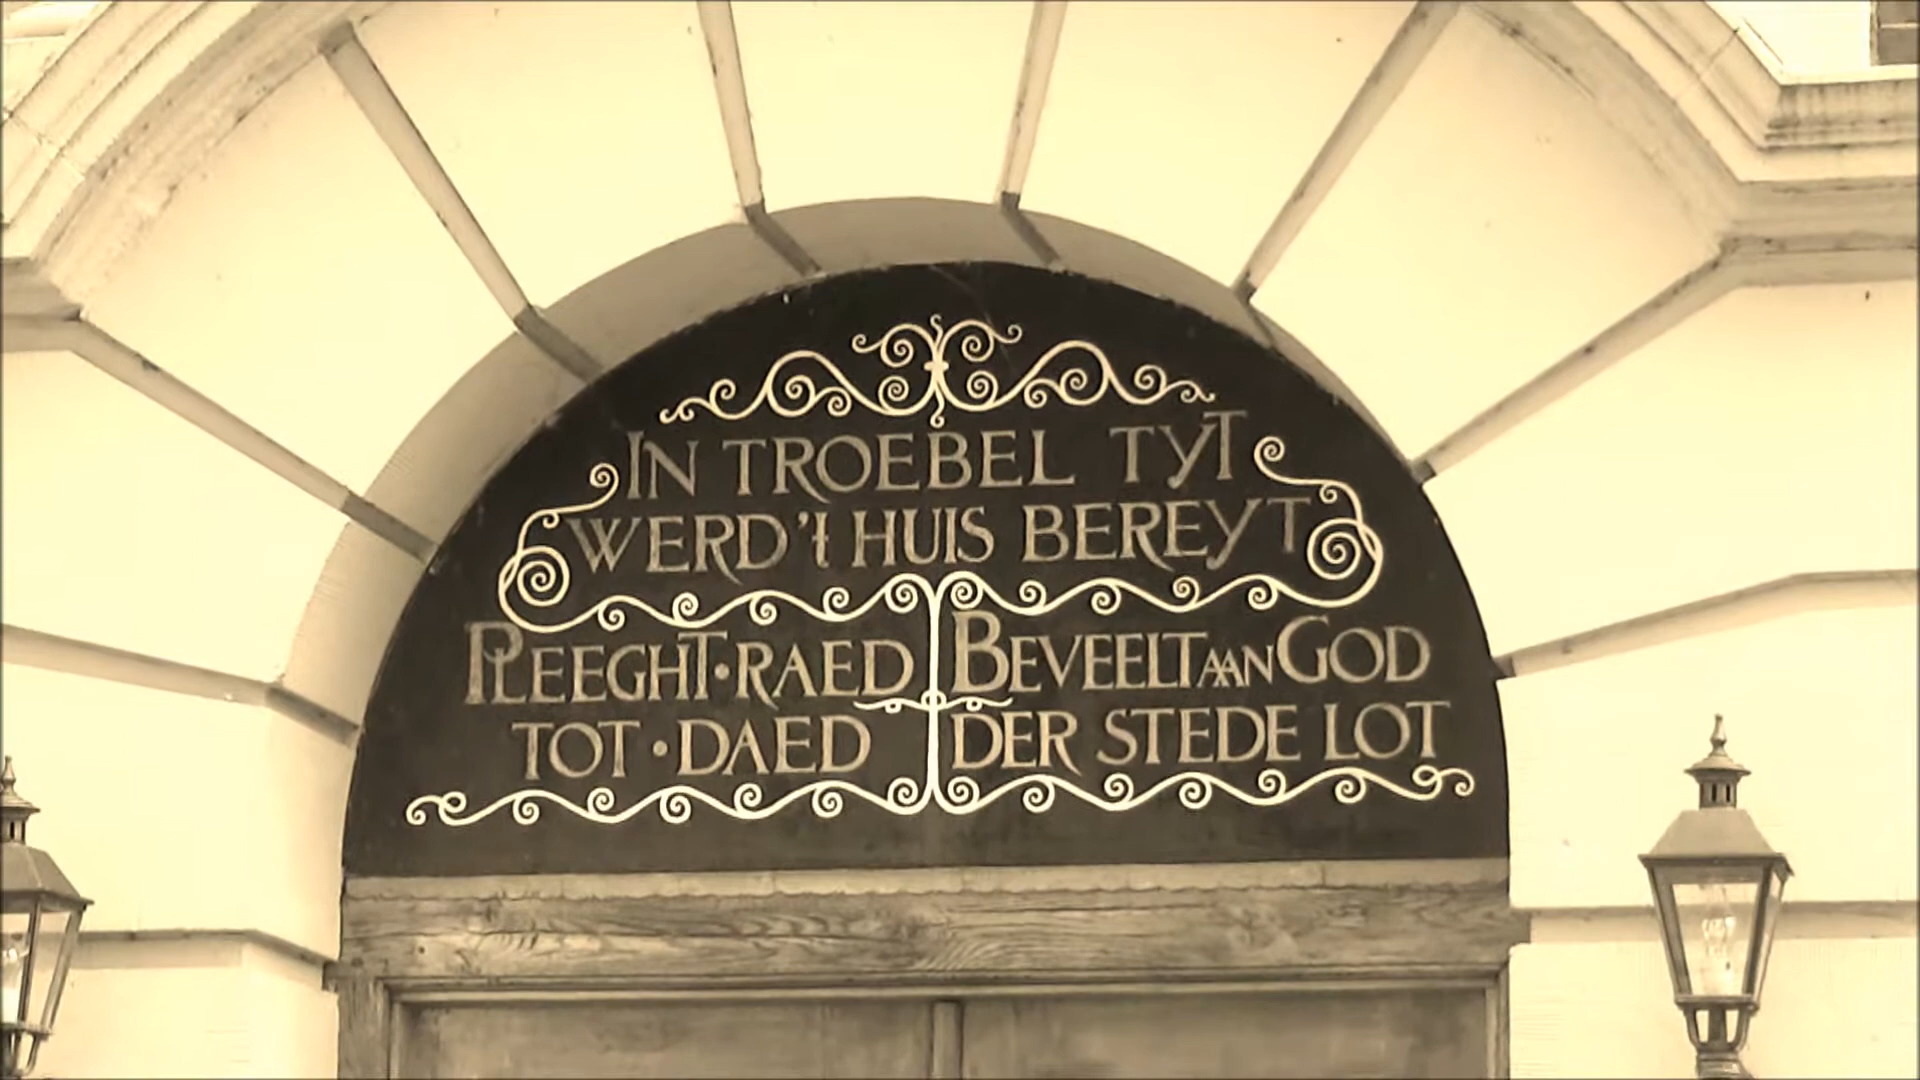 IN TROEBEL TYT
WERD 't HUIS BEREYT
PLEEGHT · RAED
TOT · DAED
BEVEELT AAN GOD
DER STEDE LOT